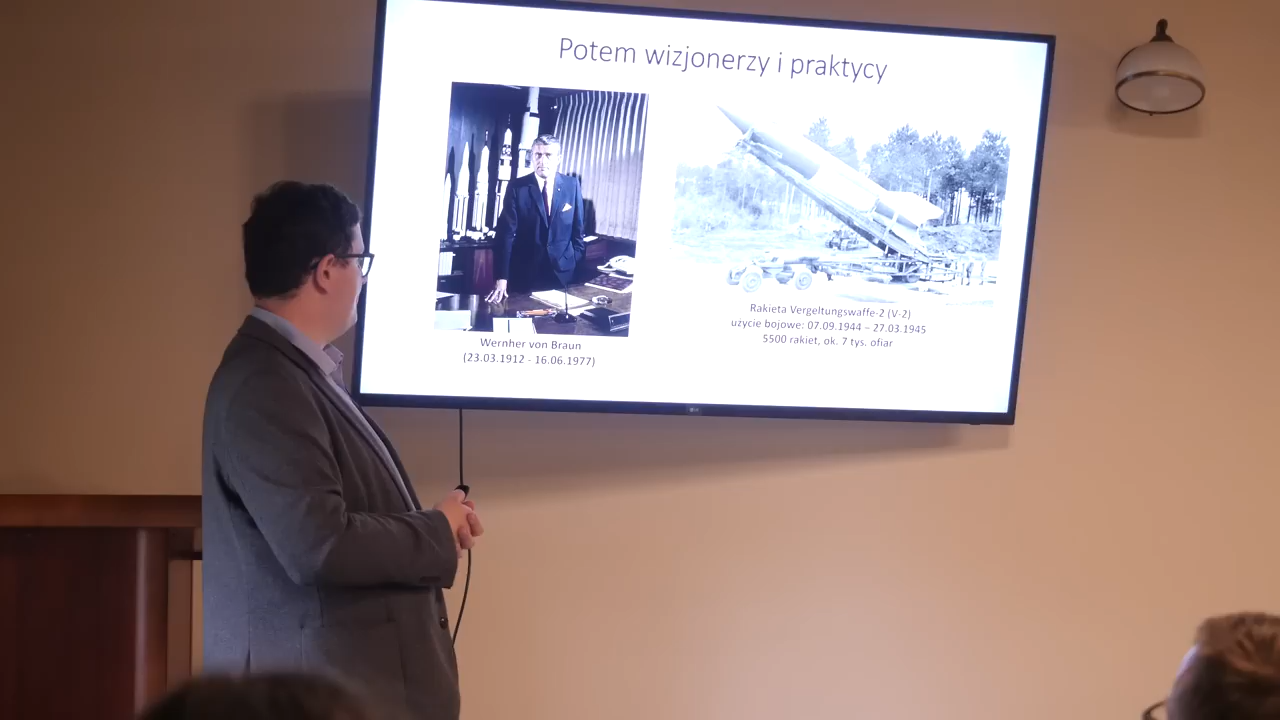 Potem wizjonerzy i praktycy
Wernher von Braun
(23.03.1912 - 16.06.1977)
Rakieta Vergeltungswaffe-2 (V-2)
użycie bojowe: 07.09.1944 – 27.03.1945
5500 rakiet, ok. 7 tys. ofiar
LG